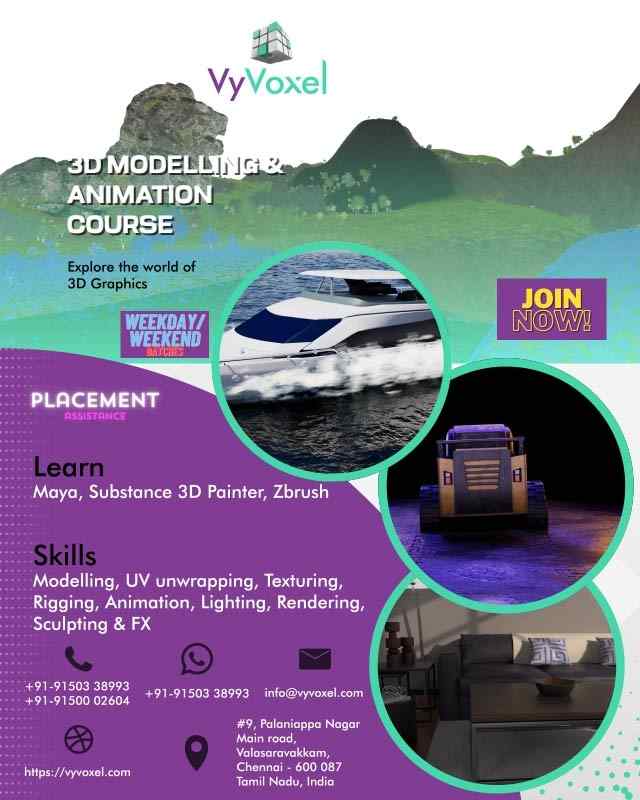 VyVoxel
3D MODELLING &
ANIMATION
COURSE
Explore the world of
3D Graphics
WEEKDAY/
WEEKEND
BATCHES
JOIN
NOW!
PLACEMENT
ASSISTANCE
Learn
Maya, Substance 3D Painter, Zbrush
Skills
Modelling, UV unwrapping, Texturing,
Rigging, Animation, Lighting, Rendering,
Sculpting & FX
+91-91503 38993
+91-91500 02604
+91-91503 38993
info@vyvoxel.com
https://vyvoxel.com
#9, Palaniappa Nagar
Main road,
Valasaravakkam,
Chennai - 600 087
Tamil Nadu, India